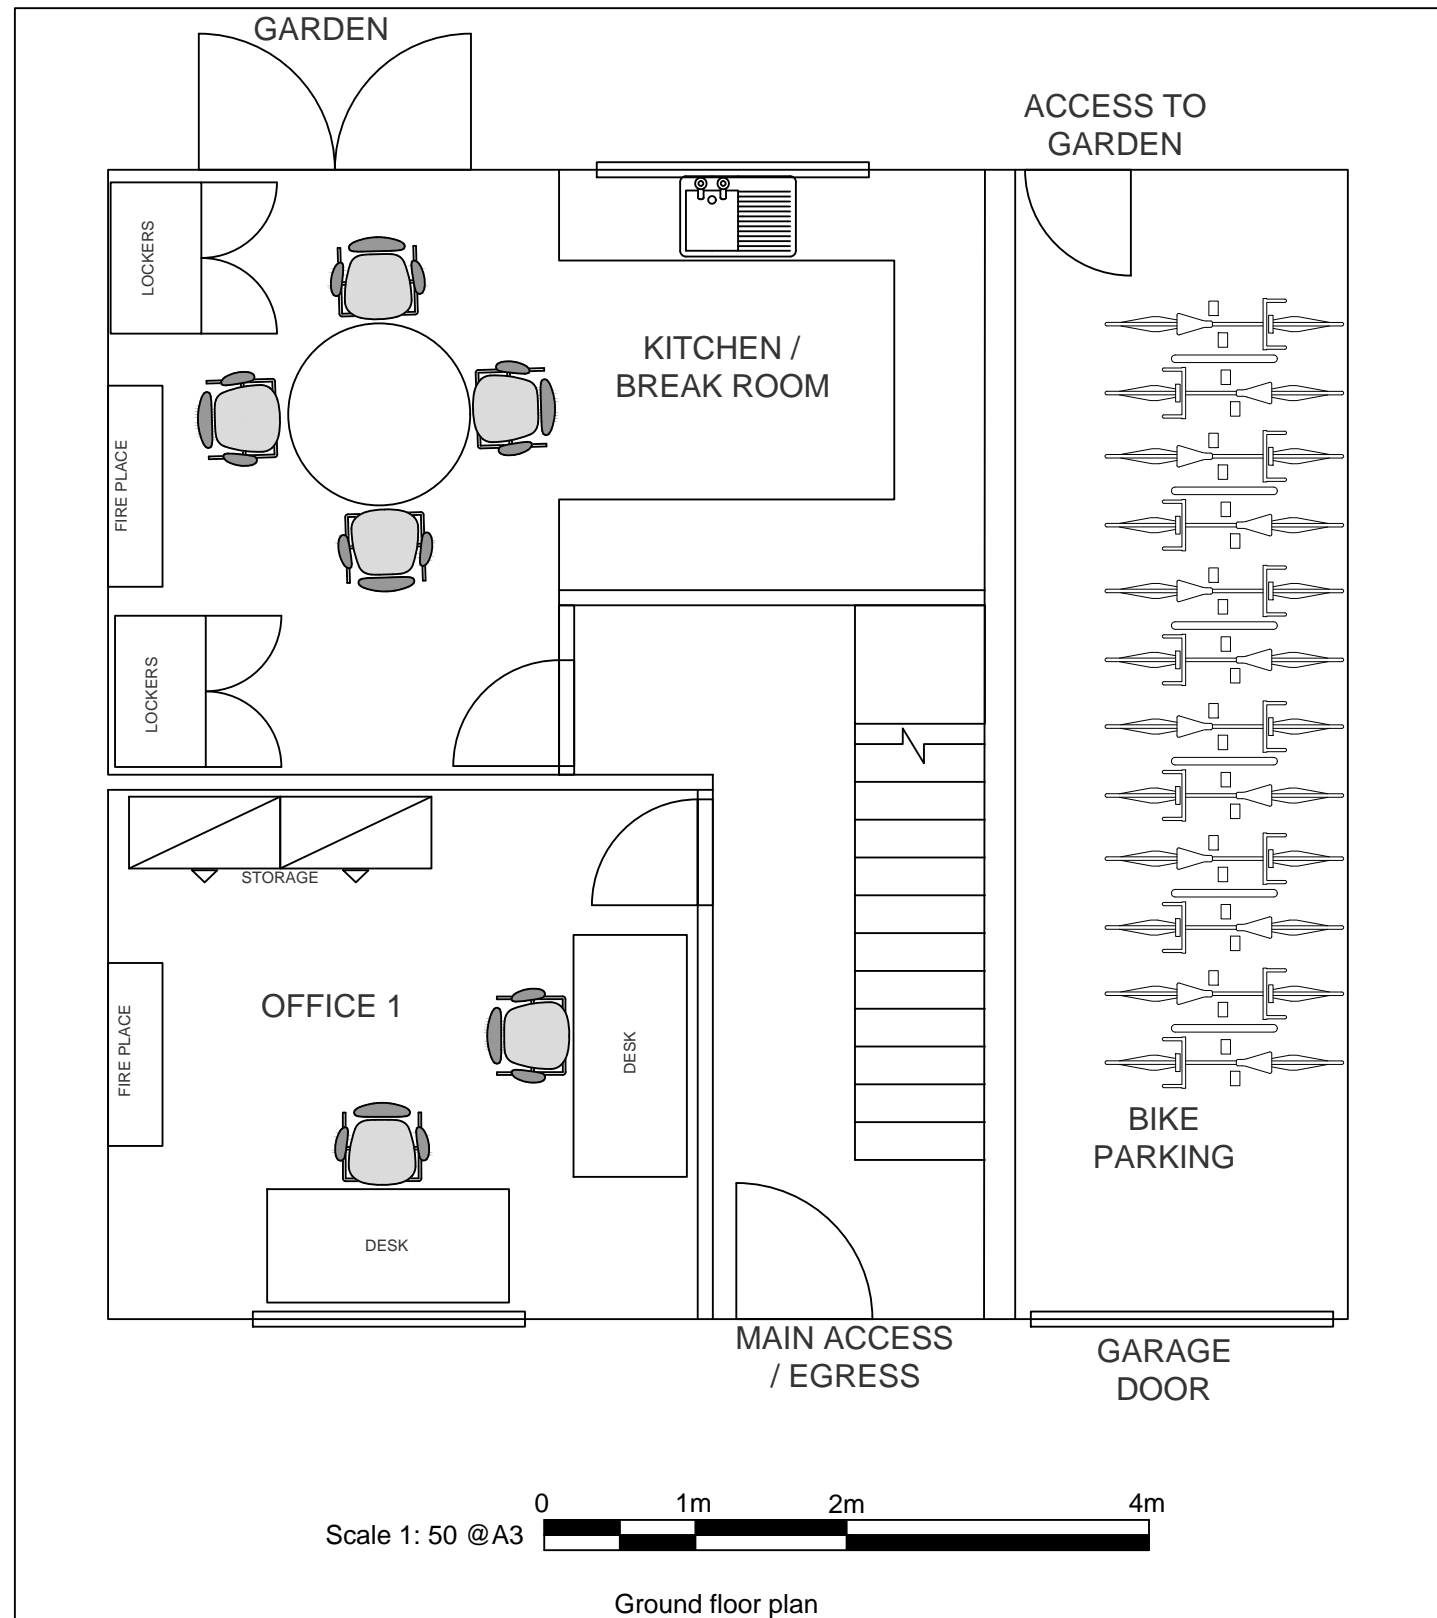 GARDEN
ACCESS TO
GARDEN
LOCKERS
KITCHEN /
BREAK ROOM
FIRE PLACE
LOCKERS
STORAGE
OFFICE 1
FIRE PLACE
DESK
DESK
BIKE
PARKING
MAIN ACCESS
/ EGRESS
GARAGE
DOOR
0 1m 2m 4m
Scale 1: 50 @A3
Ground floor plan